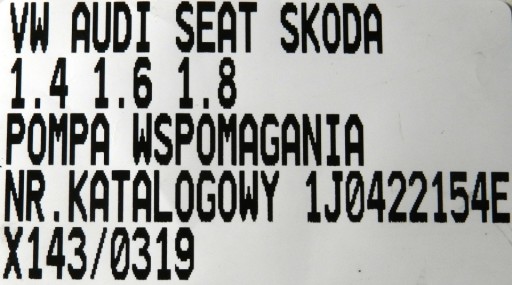 VW AUDI SEAT SKODA
1.4 1.6 1.8
POMPA WSPOMAGANIA
NR.KATALOGOWY 1J0422154E
X143/0319